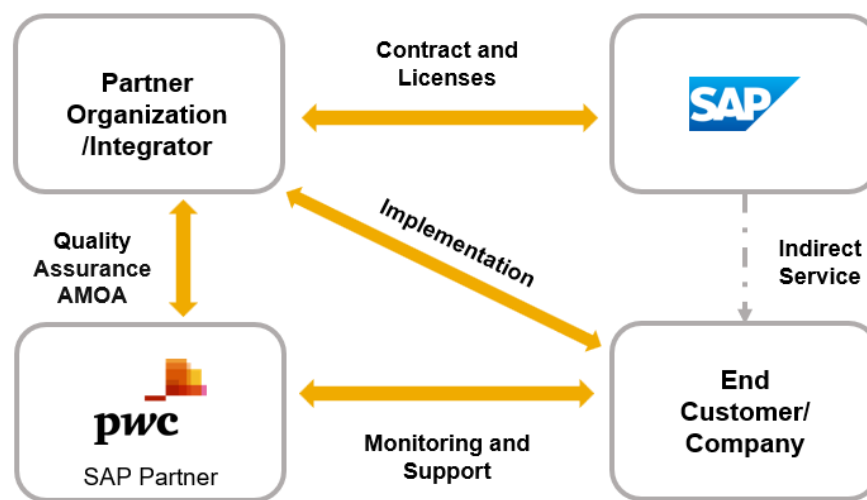 Partner
Organization
/Integrator
Contract and
Licenses
SAP
Quality
Assurance
AMOA
Implementation
Indirect
Service
pwc
SAP Partner
Monitoring and
Support
End
Customer/
Company